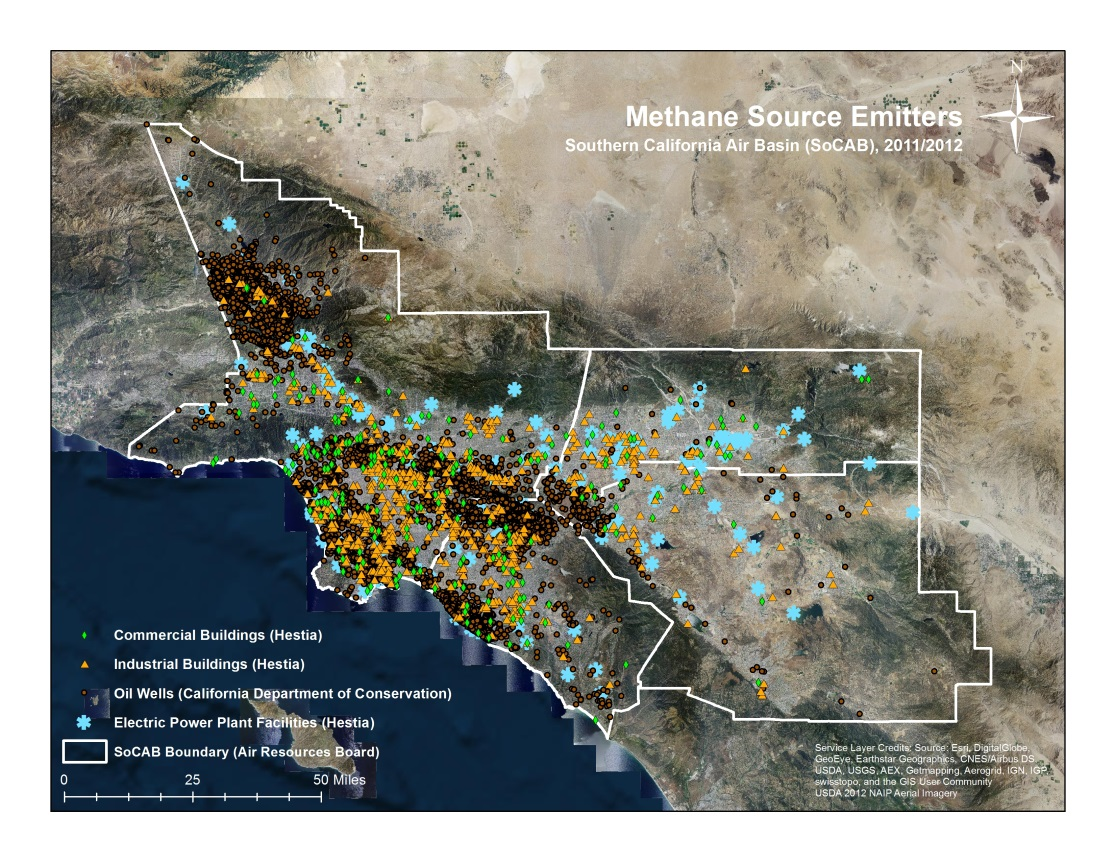 N
Methane Source Emitters
Southern California Air Basin (SoCAB), 2011/2012
Commercial Buildings (Hestia)
Industrial Buildings (Hestia)
Oil Wells (California Department of Conservation)
Electric Power Plant Facilities (Hestia)
SoCAB Boundary (Air Resources Board)
0 25 50 Miles
Service Layer Credits: Source: Esri, DigitalGlobe,
GeoEye, Earthstar Geographics, CNES/Airbus DS,
USDA, USGS, AEX, Getmapping, Aerogrid, IGN, IGP,
swisstopo, and the GIS User Community
USDA 2012 NAIP Aerial Imagery